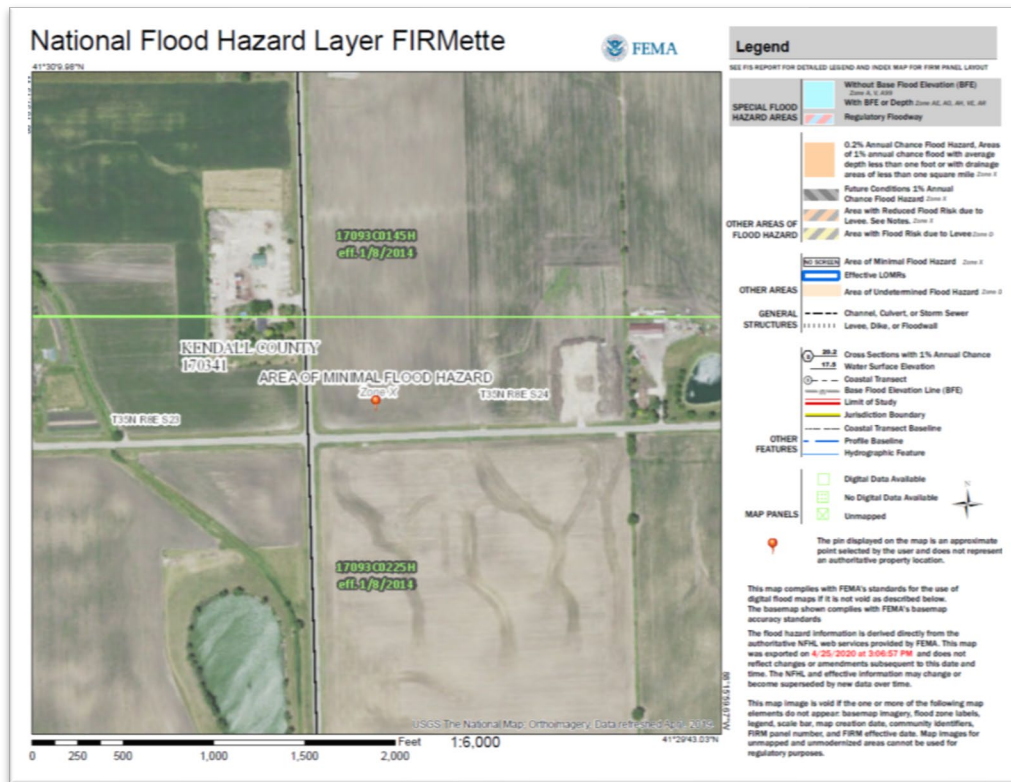 National Flood Hazard Layer FIRMette
FEMA
41°30'9.98"N
17093C0145H
eff. 1/8/2014
KENDALL COUNTY
170341
AREA OF MINIMAL FLOOD HAZARD
Zone X
T35N R8E S24
T35N R8E S23
17093C0225H
eff. 1/8/2014
USGS The National Map: Orthoimagery. Data refreshed
88°15'59.67"W
41°29'43.03"N
Feet
1:6,000
0 250 500 1,000 1,500 2,000
Legend
SEE FIS REPORT FOR DETAILED LEGEND AND INDEX MAP FOR FIRM PANEL LAYOUT
SPECIAL FLOOD
HAZARD AREAS
Without Base Flood Elevation (BFE)
Zone A, V, A99
With BFE or Depth Zone AE, AO, AH, VE, AR
Regulatory Floodway
OTHER AREAS OF
FLOOD HAZARD
0.2% Annual Chance Flood Hazard, Areas
of 1% annual chance flood with average
depth less than one foot or with drainage
areas of less than one square mile Zone X
Future Conditions 1% Annual
Chance Flood Hazard Zone X
Area with Reduced Flood Risk due to
Levee. See Notes. Zone X
Area with Flood Risk due to Levee Zone D
OTHER AREAS
NO SCREEN Area of Minimal Flood Hazard Zone X
Effective LOMRs
Area of Undetermined Flood Hazard Zone D
GENERAL
STRUCTURES
Channel, Culvert, or Storm Sewer
Levee, Dike, or Floodwall
OTHER
FEATURES
20.2 Cross Sections with 1% Annual Chance
17.5 Water Surface Elevation
Coastal Transect
Base Flood Elevation Line (BFE)
Limit of Study
Jurisdiction Boundary
Coastal Transect Baseline
Profile Baseline
Hydrographic Feature
MAP PANELS
Digital Data Available
No Digital Data Available
Unmapped
N
The pin displayed on the map is an approximate
point selected by the user and does not represent
an authoritative property location.
This map complies with FEMA's standards for the use of
digital flood maps if it is not void as described below.
The basemap shown complies with FEMA's basemap
accuracy standards
The flood hazard information is derived directly from the
authoritative NFHL web services provided by FEMA. This map
was exported on 4/25/2020 at 3:06:57 PM and does not
reflect changes or amendments subsequent to this date and
time. The NFHL and effective information may change or
become superseded by new data over time.
This map image is void if the one or more of the following map
elements do not appear: basemap imagery, flood zone labels,
legend, scale bar, map creation date, community identifiers,
FIRM panel number, and FIRM effective date. Map images for
unmapped and unmodernized areas cannot be used for
regulatory purposes.